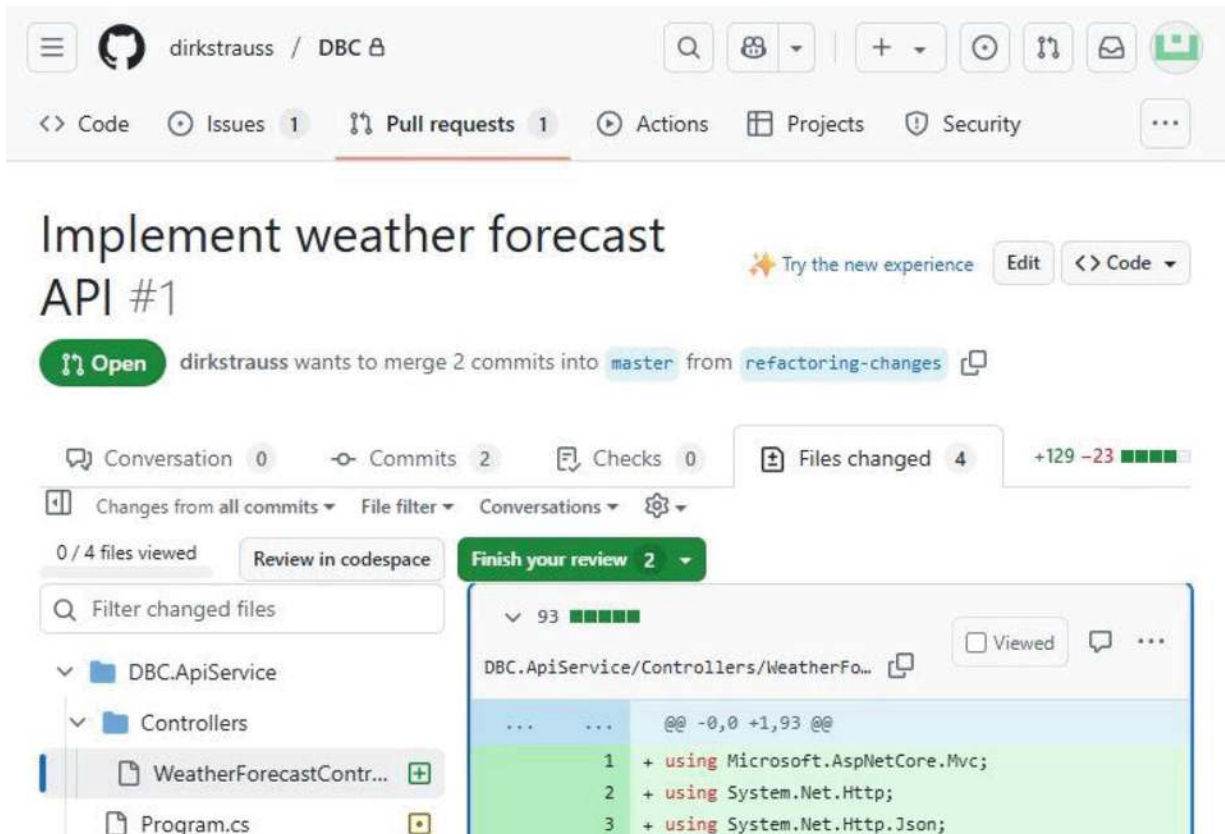 dirkstrauss / DBC
<> Code Issues 1 Pull requests 1 Actions Projects Security ...
Implement weather forecast
API #1
Try the new experience Edit <> Code
Open dirkstrauss wants to merge 2 commits into master from refactoring-changes
Conversation 0 Commits 2 Checks 0 Files changed 4 +129 −23
Changes from all commits File filter Conversations
0 / 4 files viewed Review in codespace Finish your review 2
Filter changed files
93
Viewed ...
DBC.ApiService/Controllers/WeatherFo…
DBC.ApiService
Controllers
... ... @@ -0,0 +1,93 @@
WeatherForecastContr...
1 + using Microsoft.AspNetCore.Mvc;
2 + using System.Net.Http;
Program.cs
3 + using System.Net.Http.Json;